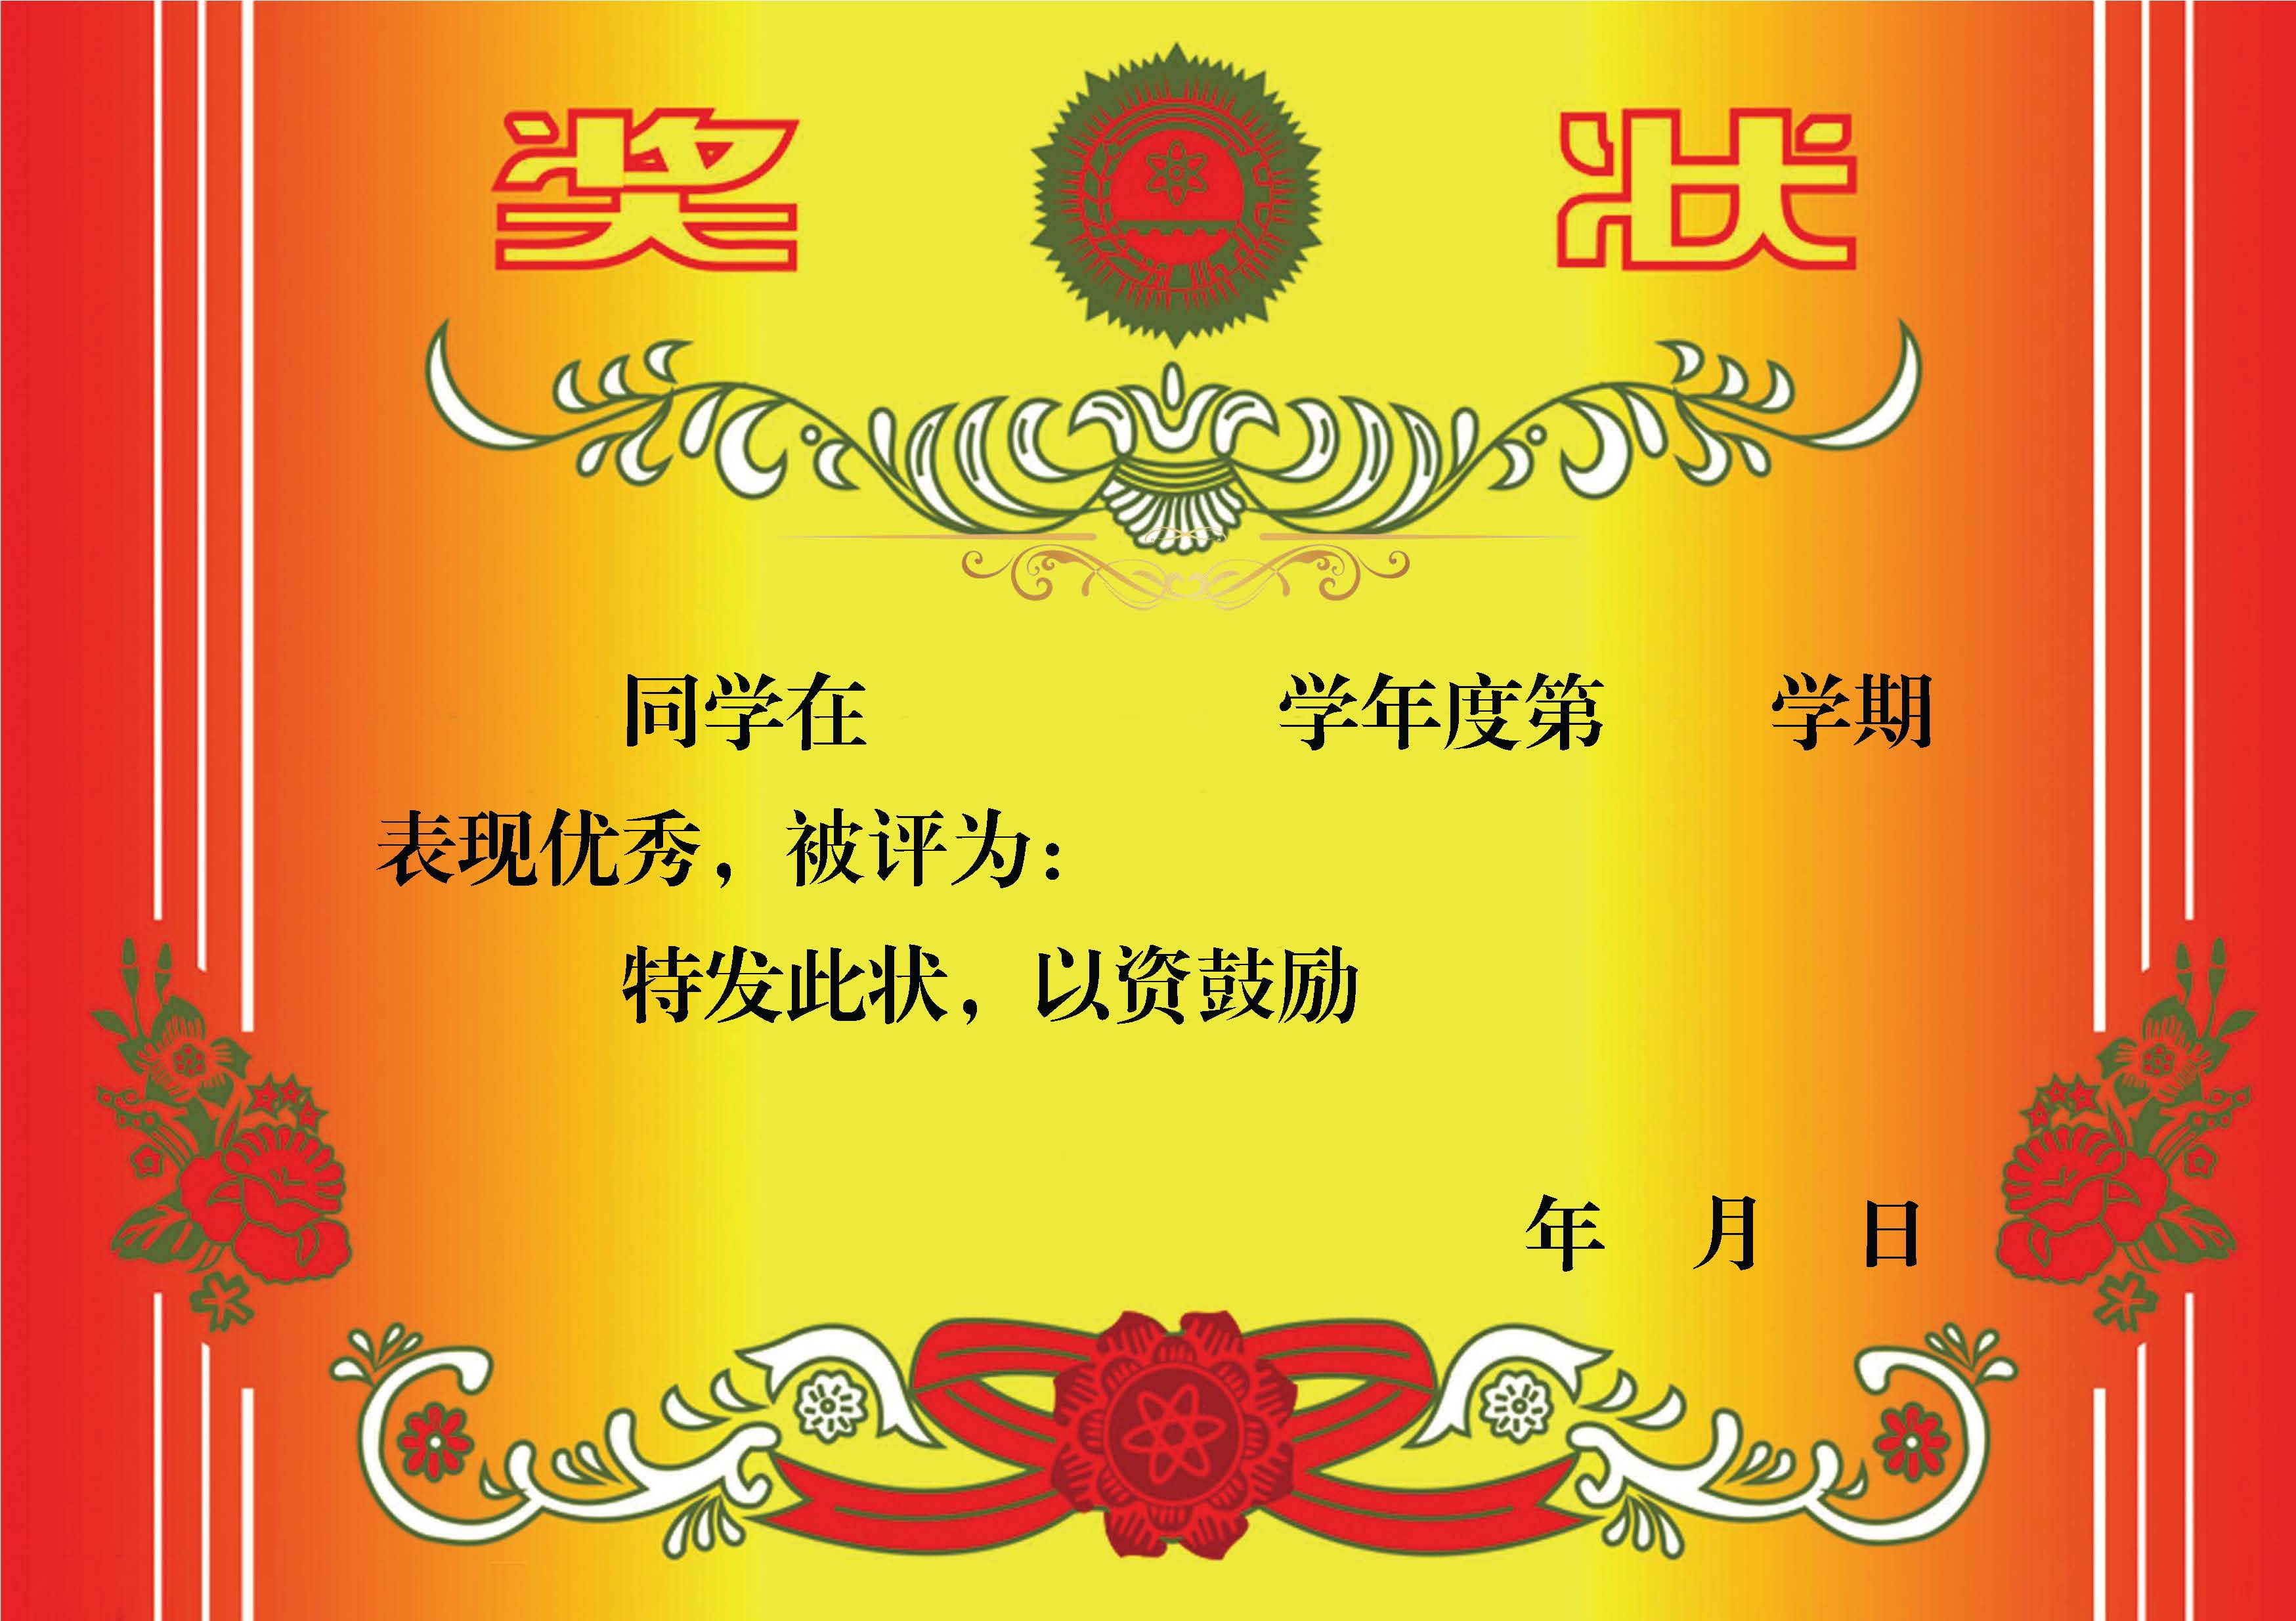 奖 状
同学在 学年度第 学期
表现优秀，被评为：
特发此状，以资鼓励
年 月 日